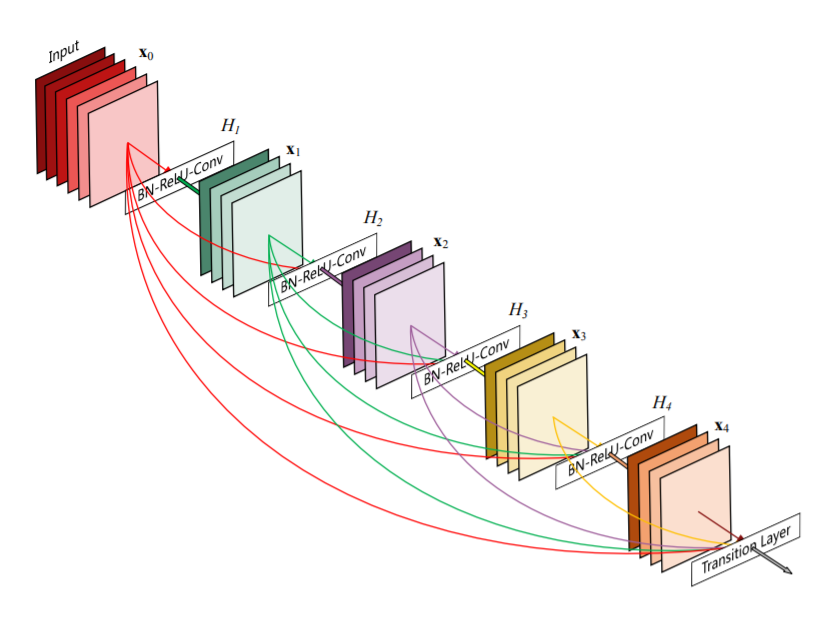 Input
x0
H1
BN-ReLU-Conv
x1
H2
BN-ReLU-Conv
x2
H3
BN-ReLU-Conv
x3
H4
BN-ReLU-Conv
x4
Transition Layer